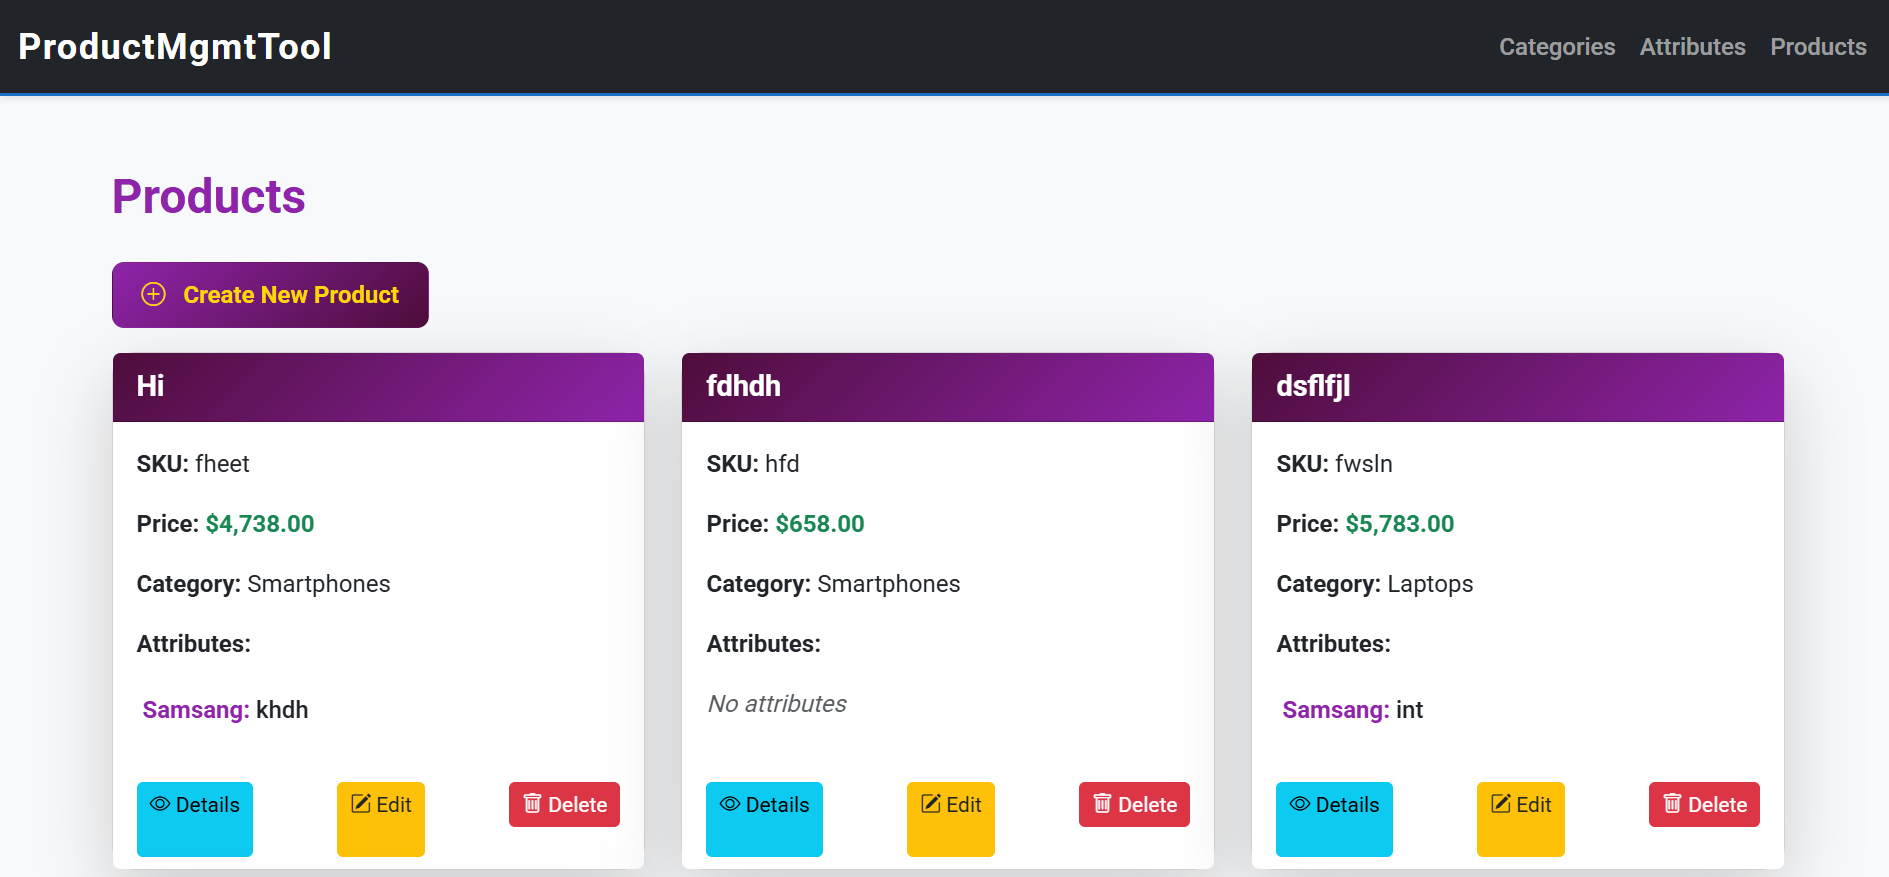 ProductMgmtTool
Categories Attributes Products
Products
Create New Product
Hi
SKU: fheet
Price: $4,738.00
Category: Smartphones
Attributes:
Samsang: khdh
Details Edit Delete
fdhdh
SKU: hfd
Price: $658.00
Category: Smartphones
Attributes:
No attributes
Details Edit Delete
dsflfjl
SKU: fwsln
Price: $5,783.00
Category: Laptops
Attributes:
Samsang: int
Details Edit Delete